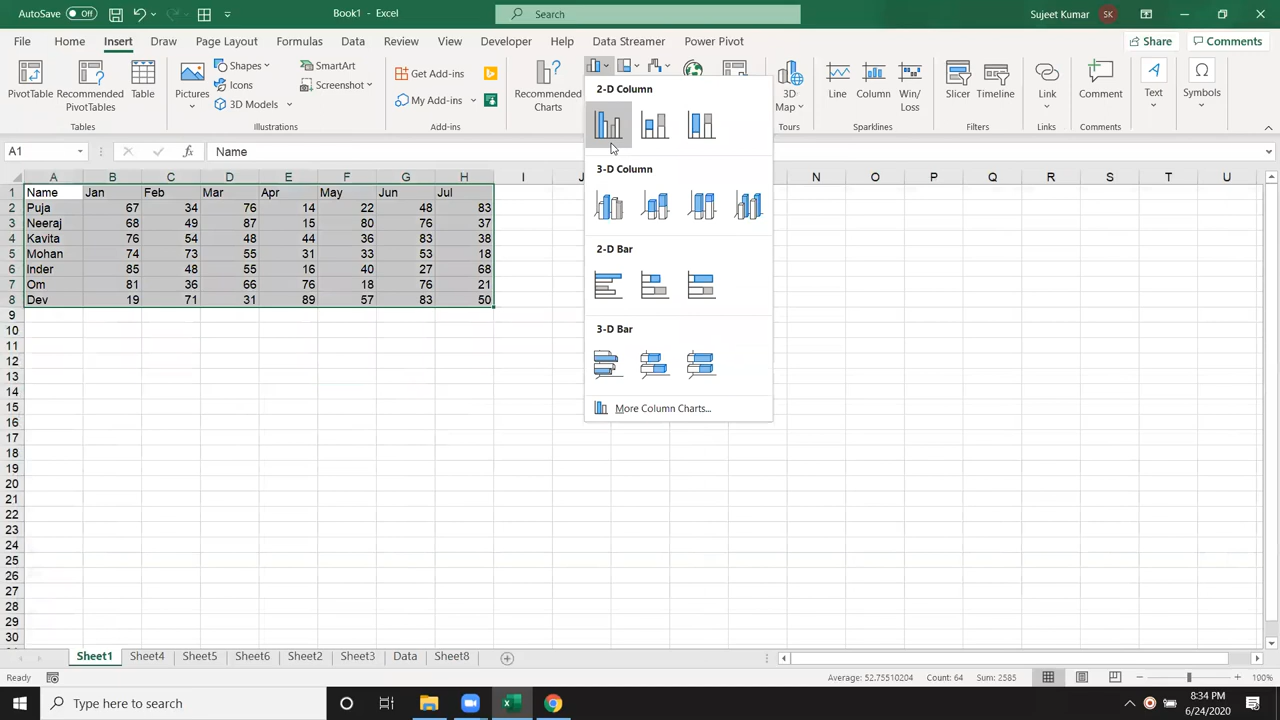 AutoSave Off Book1 - Excel Search Sujeet Kumar SK
File Home Insert Draw Page Layout Formulas Data Review View Developer Help Data Streamer Power Pivot Share Comments
PivotTable Recommended PivotTables Table Pictures Shapes Icons 3D Models SmartArt Screenshot Get Add-ins My Add-ins Recommended Charts 3D Map Line Column Win/Loss Slicer Timeline Link Comment Text Symbols
Tables Illustrations Add-ins Tours Sparklines Filters Links Comments
A1 fx Name
A B C D E F G H I J N O P Q R S T U
1 Name Jan Feb Mar Apr May Jun Jul
2 Puja 67 34 76 14 22 48 83
3 Neeraj 68 49 87 15 80 76 37
4 Kavita 76 54 48 44 36 83 38
5 Mohan 74 73 55 31 33 53 18
6 Inder 85 48 55 16 40 27 68
7 Om 81 36 66 76 18 76 21
8 Dev 19 71 31 89 57 83 50
9
10
11
12
13
14
15
16
17
18
19
20
21
22
23
24
25
26
27
28
29
30
2-D Column
3-D Column
2-D Bar
3-D Bar
More Column Charts...
Sheet1 Sheet4 Sheet5 Sheet6 Sheet2 Sheet3 Data Sheet8
Ready Average: 52.75510204 Count: 64 Sum: 2585 100%
Type here to search 8:34 PM
6/24/2020